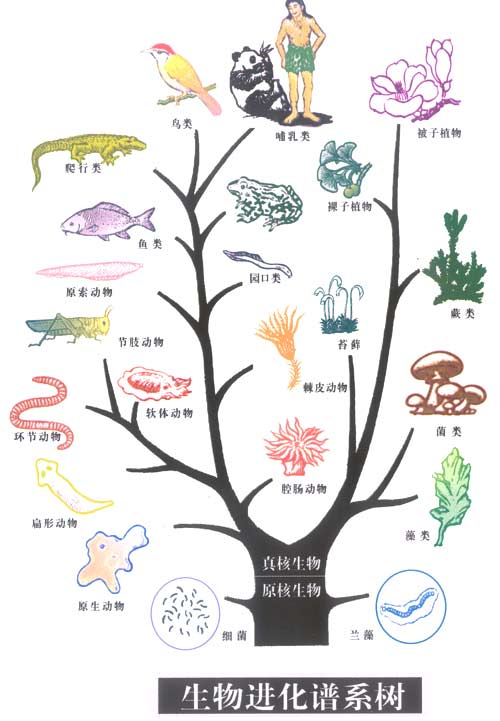 鸟类
哺乳类
被子植物
爬行类
裸子植物
鱼类
园口类
原索动物
蕨类
节肢动物
苔藓
棘皮动物
软体动物
环节动物
菌类
腔肠动物
扁形动物
藻类
真核生物
原核生物
原生动物
细菌
兰藻
生物进化谱系树